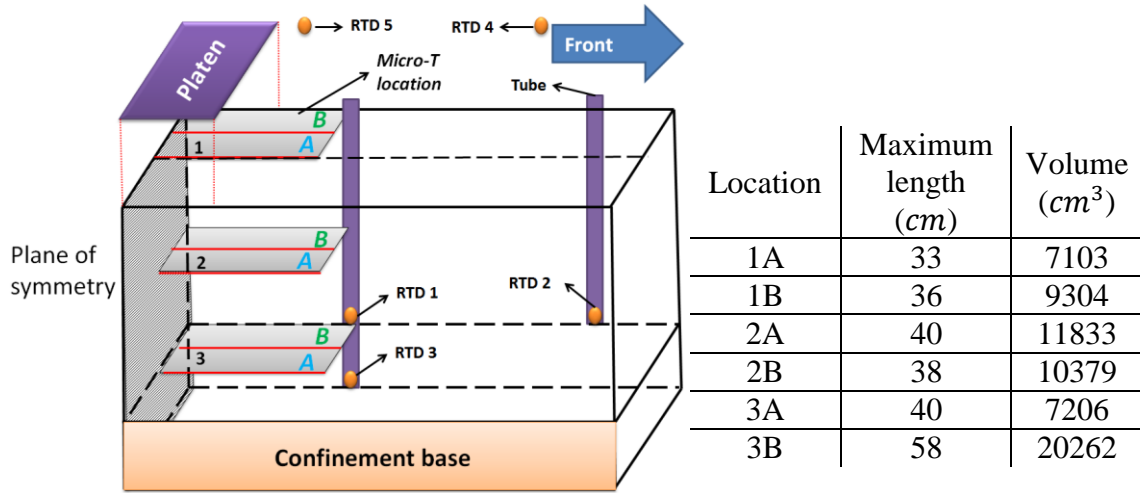 RTD 5
RTD 4
Front
Platen
Micro-T
location
Tube
B
1
A
Plane of
symmetry
B
2
A
RTD 1
RTD 2
B
3
A
RTD 3
Confinement base
Location Maximum length (cm) Volume (cm³)
1A 33 7103
1B 36 9304
2A 40 11833
2B 38 10379
3A 40 7206
3B 58 20262